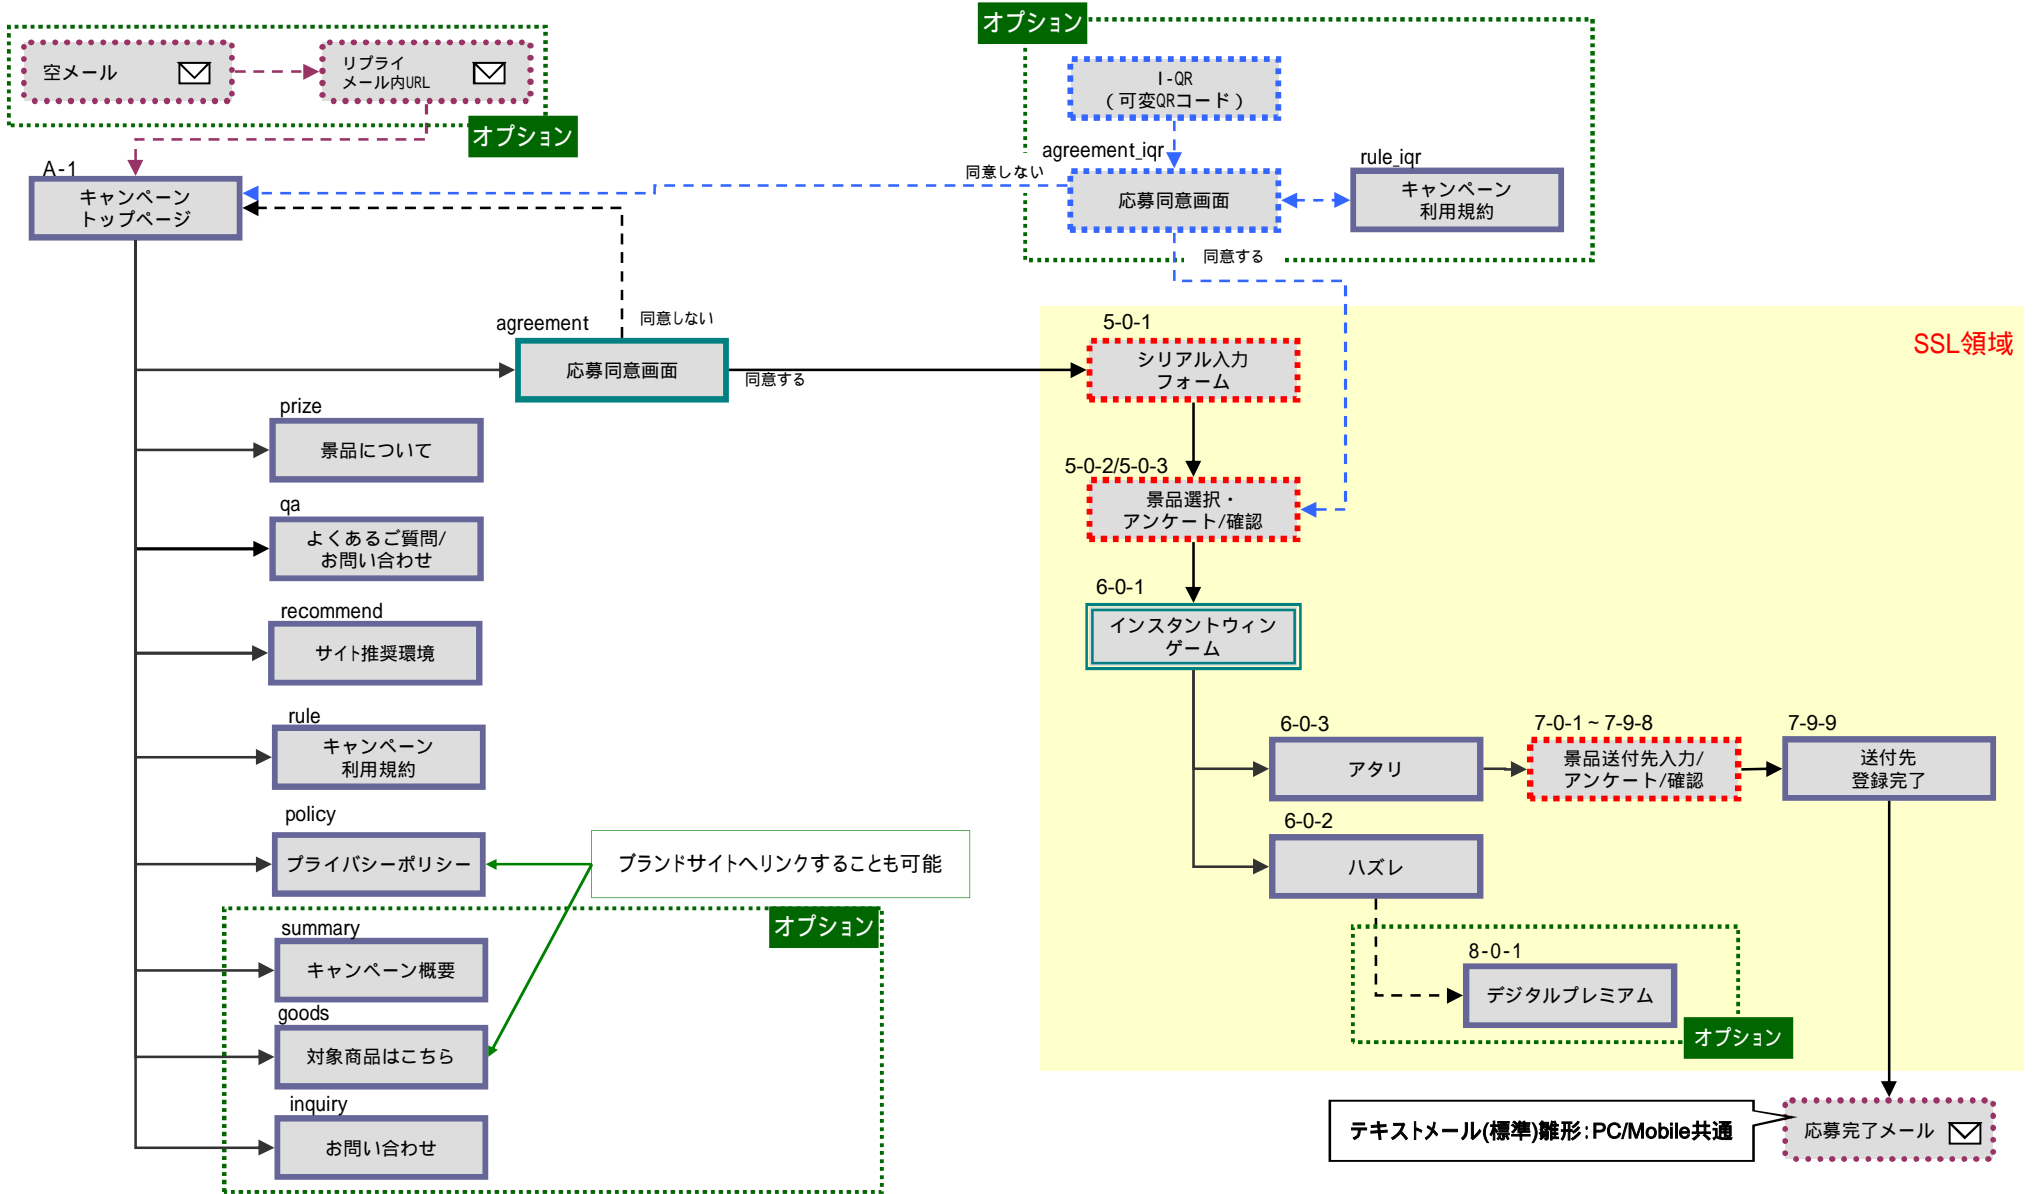 オプション
空メール
リプライ
メール内URL
オプション
I-QR
（可変QRコード）
A-1
キャンペーン
トップページ
agreement_iqr
同意しない
応募同意画面
rule_iqr
キャンペーン
利用規約
同意する
agreement
同意しない
応募同意画面
同意する
SSL領域
5-0-1
シリアル入力
フォーム
prize
景品について
5-0-2/5-0-3
景品選択・
アンケート/確認
qa
よくあるご質問/
お問い合わせ
6-0-1
インスタントウィン
ゲーム
recommend
サイト推奨環境
rule
キャンペーン
利用規約
6-0-3
アタリ
7-0-1～7-9-8
景品送付先入力/
アンケート/確認
7-9-9
送付先
登録完了
policy
プライバシーポリシー
ブランドサイトへリンクすることも可能
6-0-2
ハズレ
オプション
summary
キャンペーン概要
8-0-1
デジタルプレミアム
オプション
goods
対象商品はこちら
inquiry
お問い合わせ
テキストメール(標準)雛形：PC/Mobile共通
応募完了メール